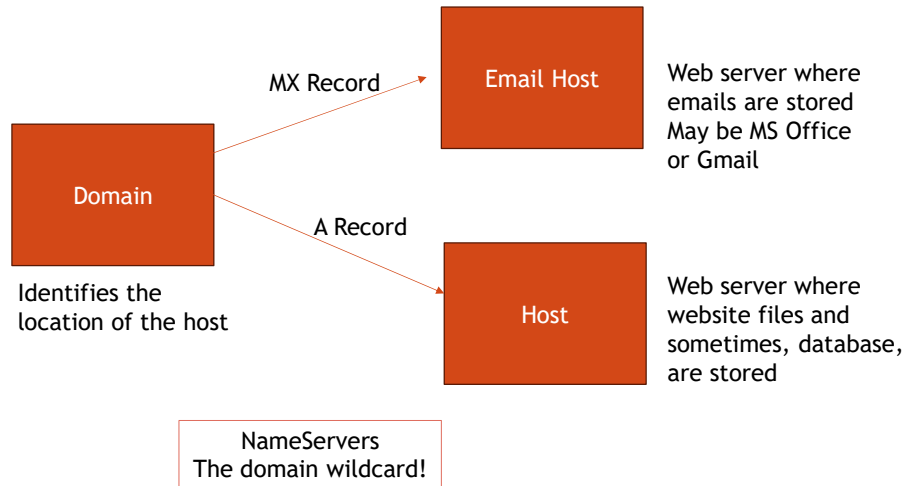 MX Record
Email Host
Web server where
emails are stored
May be MS Office
or Gmail
Domain
A Record
Identifies the
location of the host
Host
Web server where
website files and
sometimes, database,
are stored
NameServers
The domain wildcard!